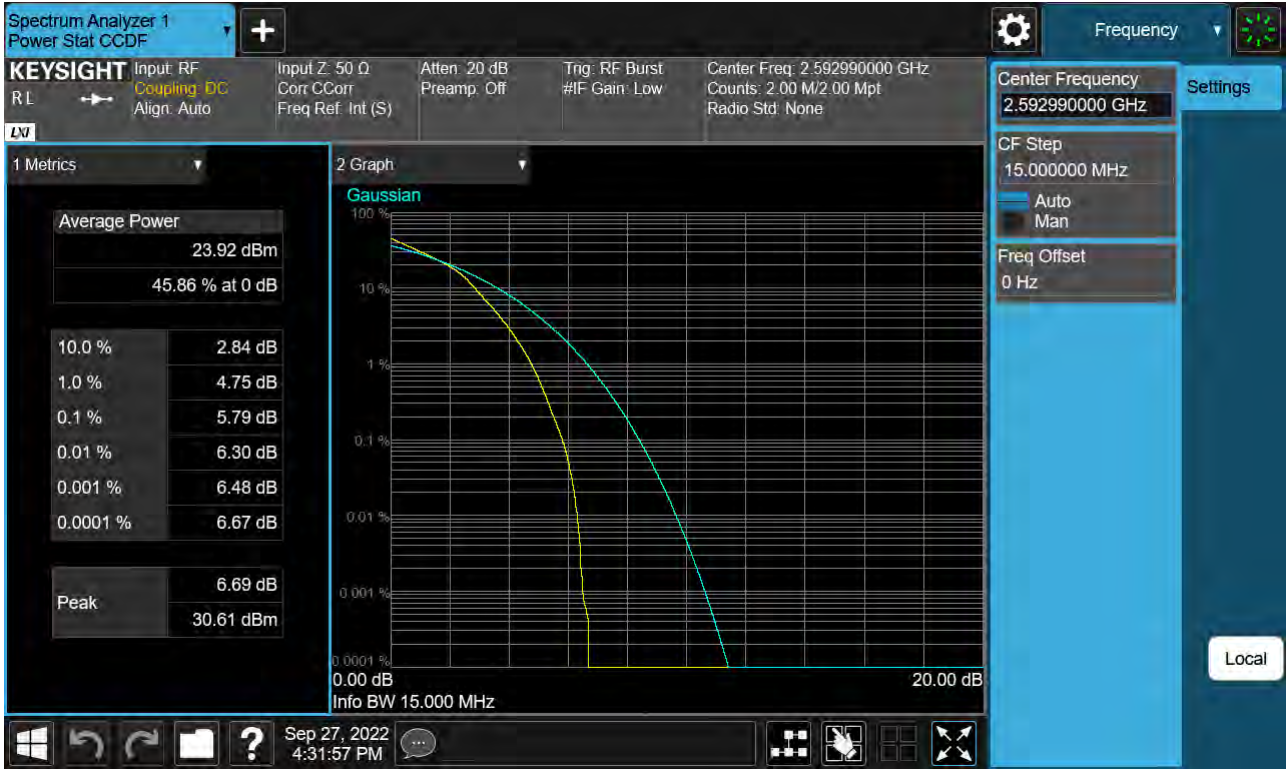 Spectrum Analyzer 1
Power Stat CCDF
Frequency
KEYSIGHT
R L
LXI
Input: RF
Coupling: DC
Align: Auto
Input Z: 50 Ω
Corr CCorr
Freq Ref: Int (S)
Atten: 20 dB
Preamp: Off
Trig: RF Burst
#IF Gain: Low
Center Freq: 2.592990000 GHz
Counts: 2.00 M/2.00 Mpt
Radio Std: None
Center Frequency
2.592990000 GHz
Settings
CF Step
15.000000 MHz
Auto
Man
Freq Offset
0 Hz
Local
1 Metrics
Average Power
23.92 dBm
45.86 % at 0 dB
10.0 % 2.84 dB
1.0 % 4.75 dB
0.1 % 5.79 dB
0.01 % 6.30 dB
0.001 % 6.48 dB
0.0001 % 6.67 dB
Peak
6.69 dB
30.61 dBm
2 Graph
Gaussian
100 %
10 %
1 %
0.1 %
0.01 %
0.001 %
0.0001 %
0.00 dB 20.00 dB
Info BW 15.000 MHz
?
Sep 27, 2022
4:31:57 PM